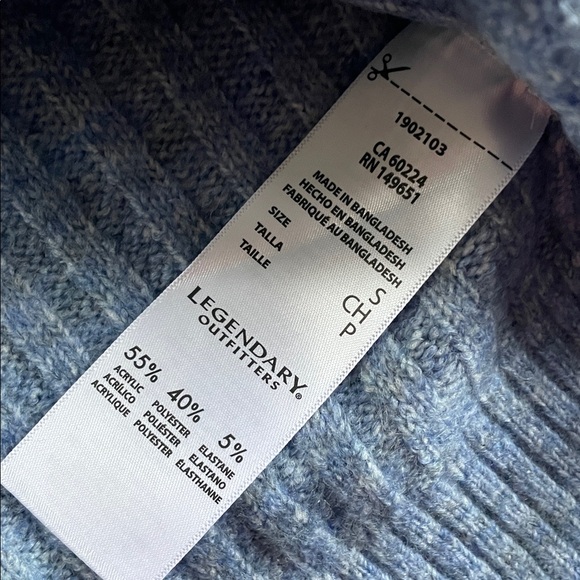 1902103
CA 60224
RN 149651
MADE IN BANGLADESH
HECHO EN BANGLADESH
FABRIQUÉ AU BANGLADESH
SIZE S
TALLA CH
TAILLE P
LEGENDARY
OUTFITTERS®
55% 40% 5%
ACRYLIC POLYESTER ELASTANE
ACRÍLICO POLIÉSTER ELASTANO
ACRYLIQUE POLYESTER ÉLASTHANNE